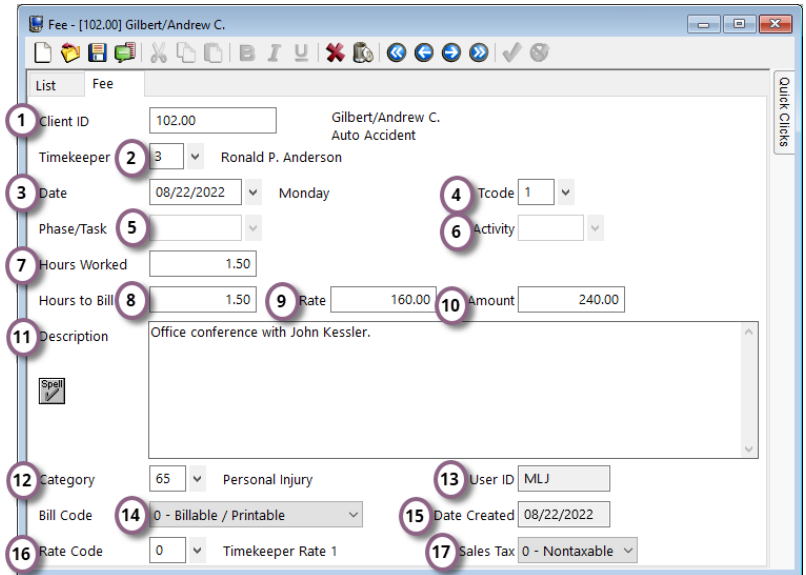 Fee - [102.00] Gilbert/Andrew C.
B I U
List Fee
Quick Clicks
1 Client ID 102.00 Gilbert/Andrew C.
Auto Accident
Timekeeper 2 3 Ronald P. Anderson
3 Date 08/22/2022 Monday 4 Tcode 1
Phase/Task 5 6 Activity
7 Hours Worked 1.50
Hours to Bill 8 1.50 9 Rate 160.00 10 Amount 240.00
11 Description Office conference with John Kessler.
Spell
12 Category 65 Personal Injury 13 User ID MLJ
Bill Code 14 0 - Billable / Printable 15 Date Created 08/22/2022
16 Rate Code 0 Timekeeper Rate 1 17 Sales Tax 0 - Nontaxable